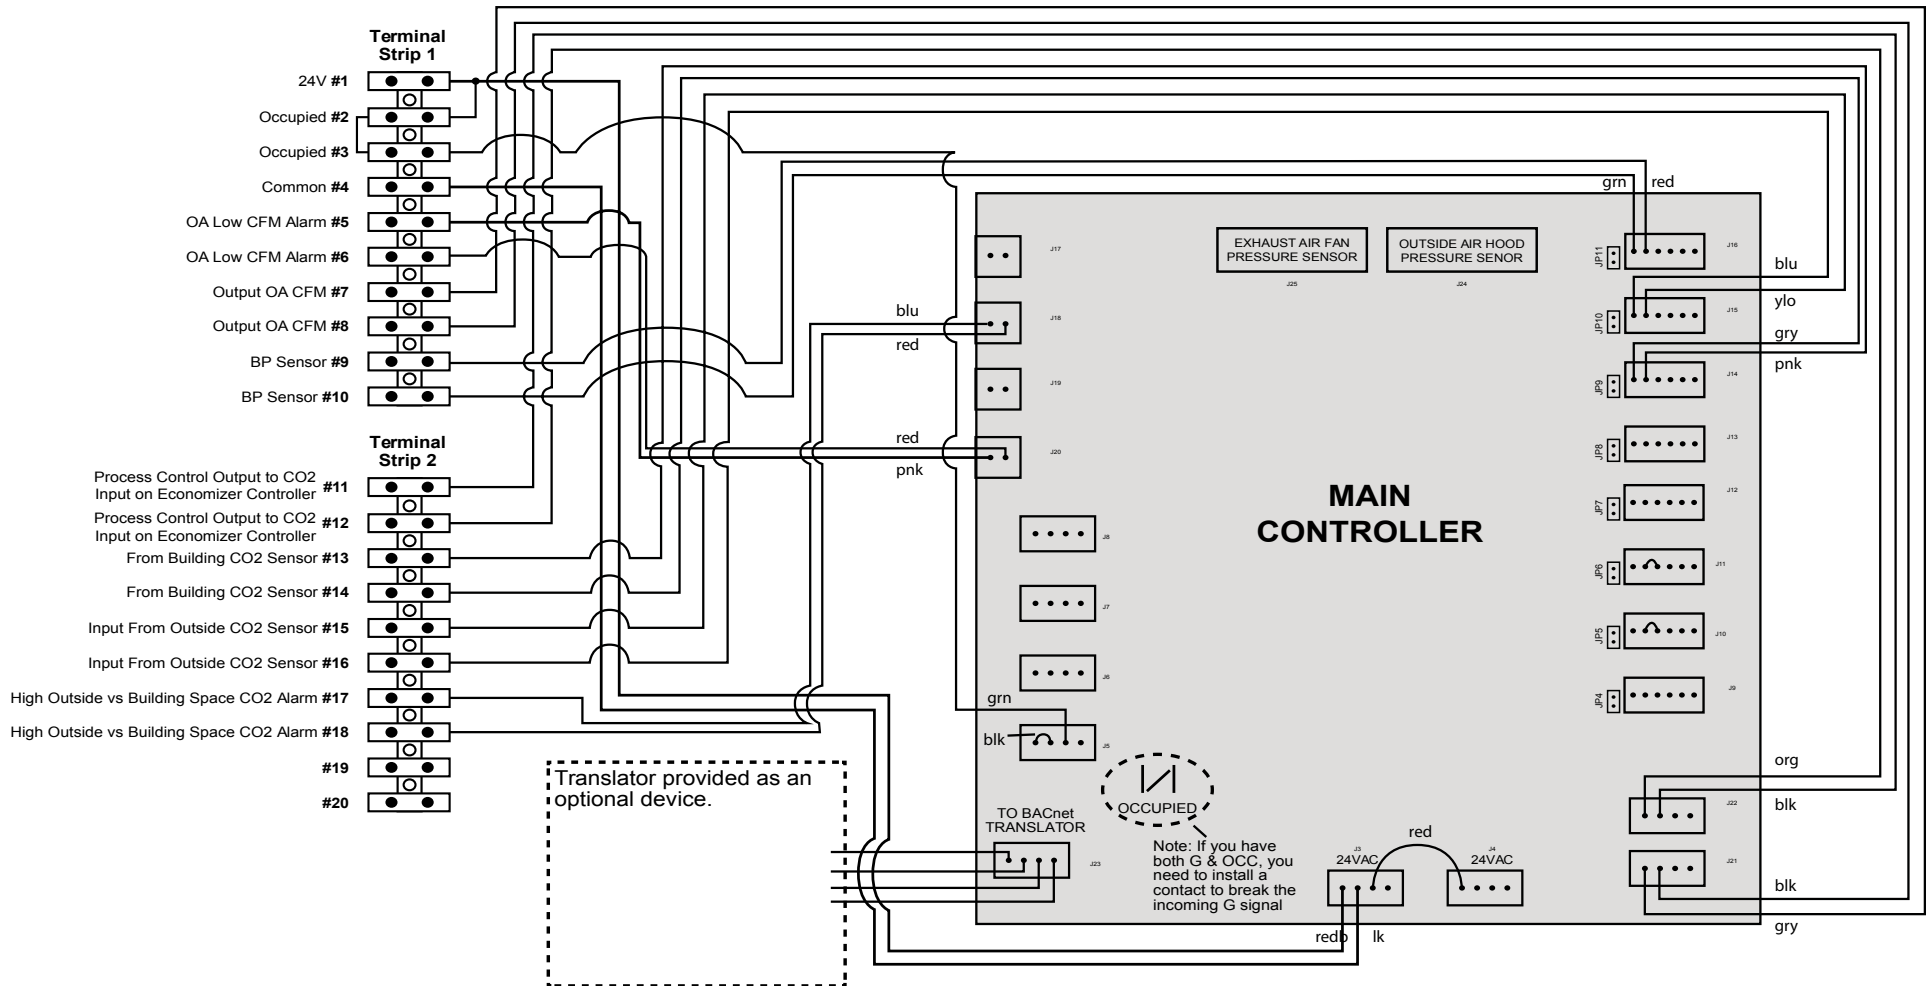 Terminal
Strip 1
24V #1
Occupied #2
Occupied #3
Common #4
OA Low CFM Alarm #5
OA Low CFM Alarm #6
Output OA CFM #7
Output OA CFM #8
BP Sensor #9
BP Sensor #10
Terminal
Strip 2
Process Control Output to CO2
Input on Economizer Controller #11
Process Control Output to CO2
Input on Economizer Controller #12
From Building CO2 Sensor #13
From Building CO2 Sensor #14
Input From Outside CO2 Sensor #15
Input From Outside CO2 Sensor #16
High Outside vs Building Space CO2 Alarm #17
High Outside vs Building Space CO2 Alarm #18
#19
#20
Translator provided as an
optional device.
blu
red
red
pnk
grn
blk
J17
J18
J19
J20
J8
J7
J6
J5
EXHAUST AIR FAN
PRESSURE SENSOR
J25
OUTSIDE AIR HOOD
PRESSURE SENOR
J24
MAIN
CONTROLLER
OCCUPIED
TO BACnet
TRANSLATOR
J23
Note: If you have
both G & OCC, you
need to install a
contact to break the
incoming G signal
red
J3
24VAC
J4
24VAC
redb lk
grn red
JP11
J16
blu
JP10
J15
ylo
gry
JP9
J14
pnk
JP8
J13
JP7
J12
JP6
J11
JP5
J10
JP4
J9
org
J22
blk
J21
blk
gry